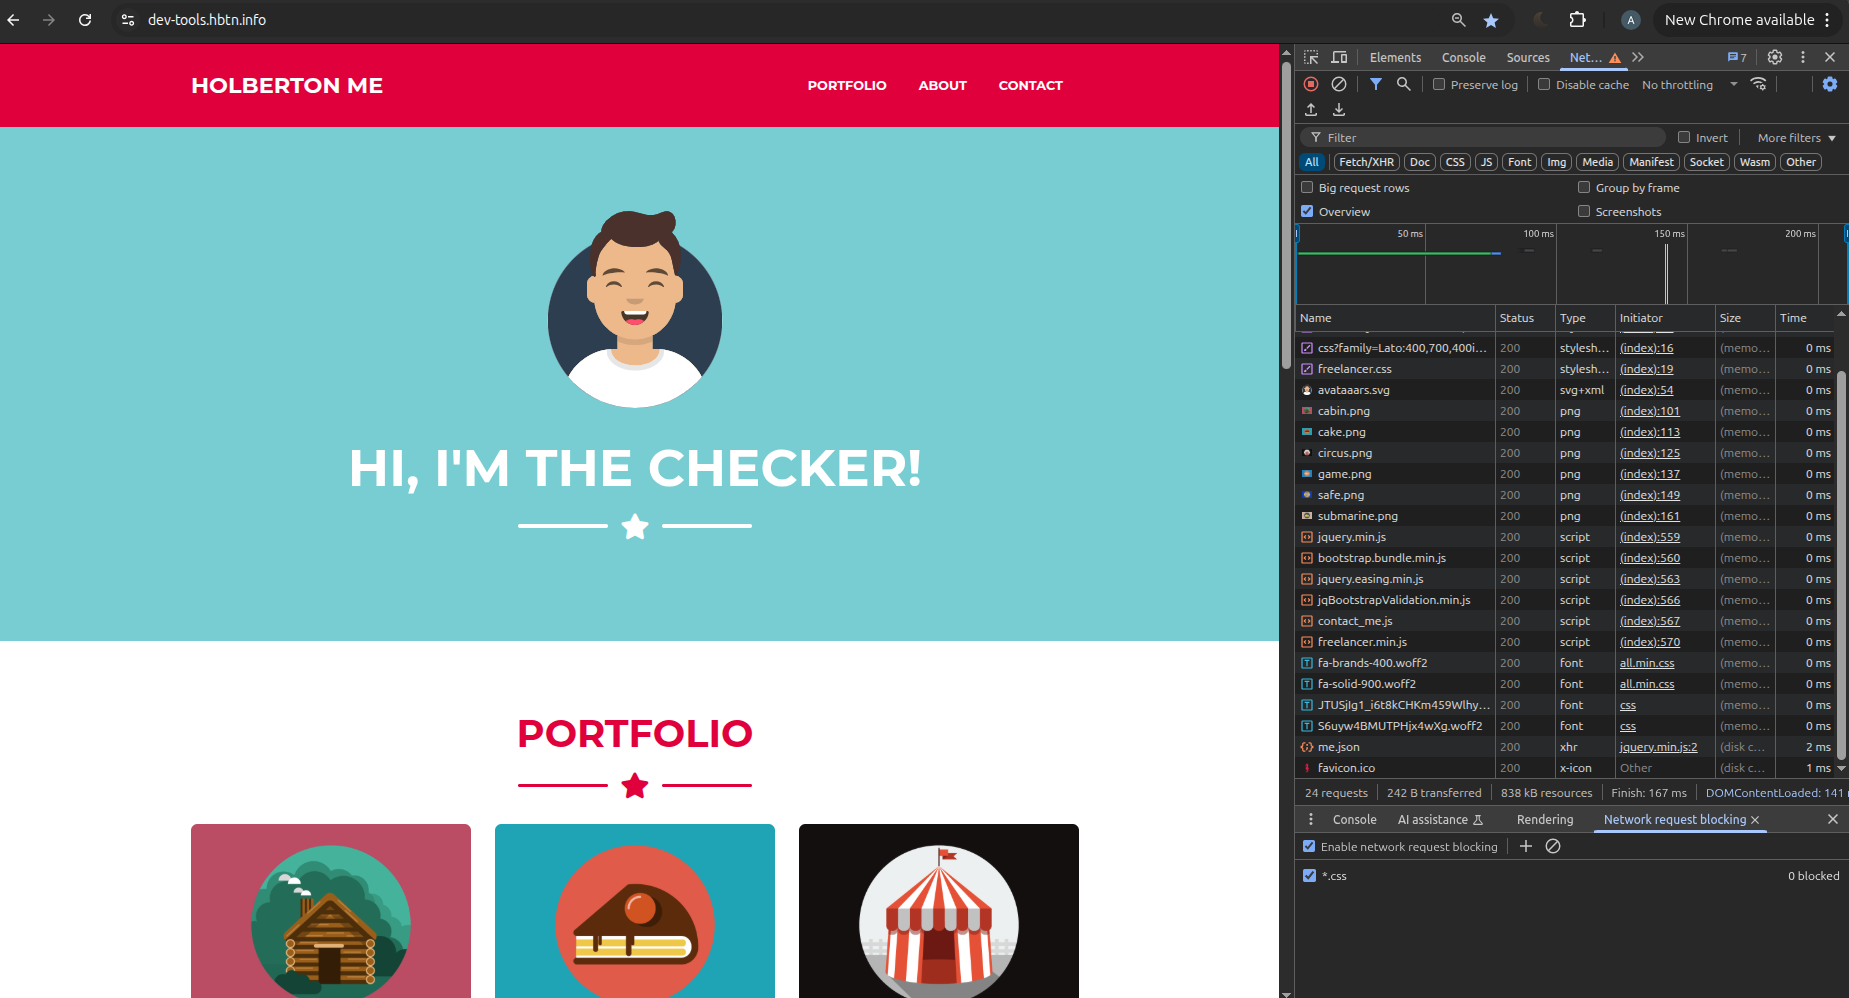 dev-tools.hbtn.info
A
New Chrome available
HOLBERTON ME
PORTFOLIO ABOUT CONTACT
HI, I'M THE CHECKER!
PORTFOLIO
Elements Console Sources Net... 7
Preserve log Disable cache No throttling
Filter Invert More filters
All Fetch/XHR Doc CSS JS Font Img Media Manifest Socket Wasm Other
Big request rows Group by frame
Overview Screenshots
50 ms 100 ms 150 ms 200 ms
Name Status Type Initiator Size Time
css?family=Lato:400,700,400i... 200 stylesh... (index):16 (memo... 0 ms
freelancer.css 200 stylesh... (index):19 (memo... 0 ms
avataaars.svg 200 svg+xml (index):54 (memo... 0 ms
cabin.png 200 png (index):101 (memo... 0 ms
cake.png 200 png (index):113 (memo... 0 ms
circus.png 200 png (index):125 (memo... 0 ms
game.png 200 png (index):137 (memo... 0 ms
safe.png 200 png (index):149 (memo... 0 ms
submarine.png 200 png (index):161 (memo... 0 ms
jquery.min.js 200 script (index):559 (memo... 0 ms
bootstrap.bundle.min.js 200 script (index):560 (memo... 0 ms
jquery.easing.min.js 200 script (index):563 (memo... 0 ms
jqBootstrapValidation.min.js 200 script (index):566 (memo... 0 ms
contact_me.js 200 script (index):567 (memo... 0 ms
freelancer.min.js 200 script (index):570 (memo... 0 ms
fa-brands-400.woff2 200 font all.min.css (memo... 0 ms
fa-solid-900.woff2 200 font all.min.css (memo... 0 ms
JTUSjIg1_i6t8kCHKm459Wlhy... 200 font css (memo... 0 ms
S6uyw4BMUTPHjx4wXg.woff2 200 font css (memo... 0 ms
me.json 200 xhr jquery.min.js:2 (disk c... 2 ms
favicon.ico 200 x-icon Other (disk c... 1 ms
24 requests 242 B transferred 838 kB resources Finish: 167 ms DOMContentLoaded: 141
Console AI assistance Rendering Network request blocking
Enable network request blocking
*.css 0 blocked